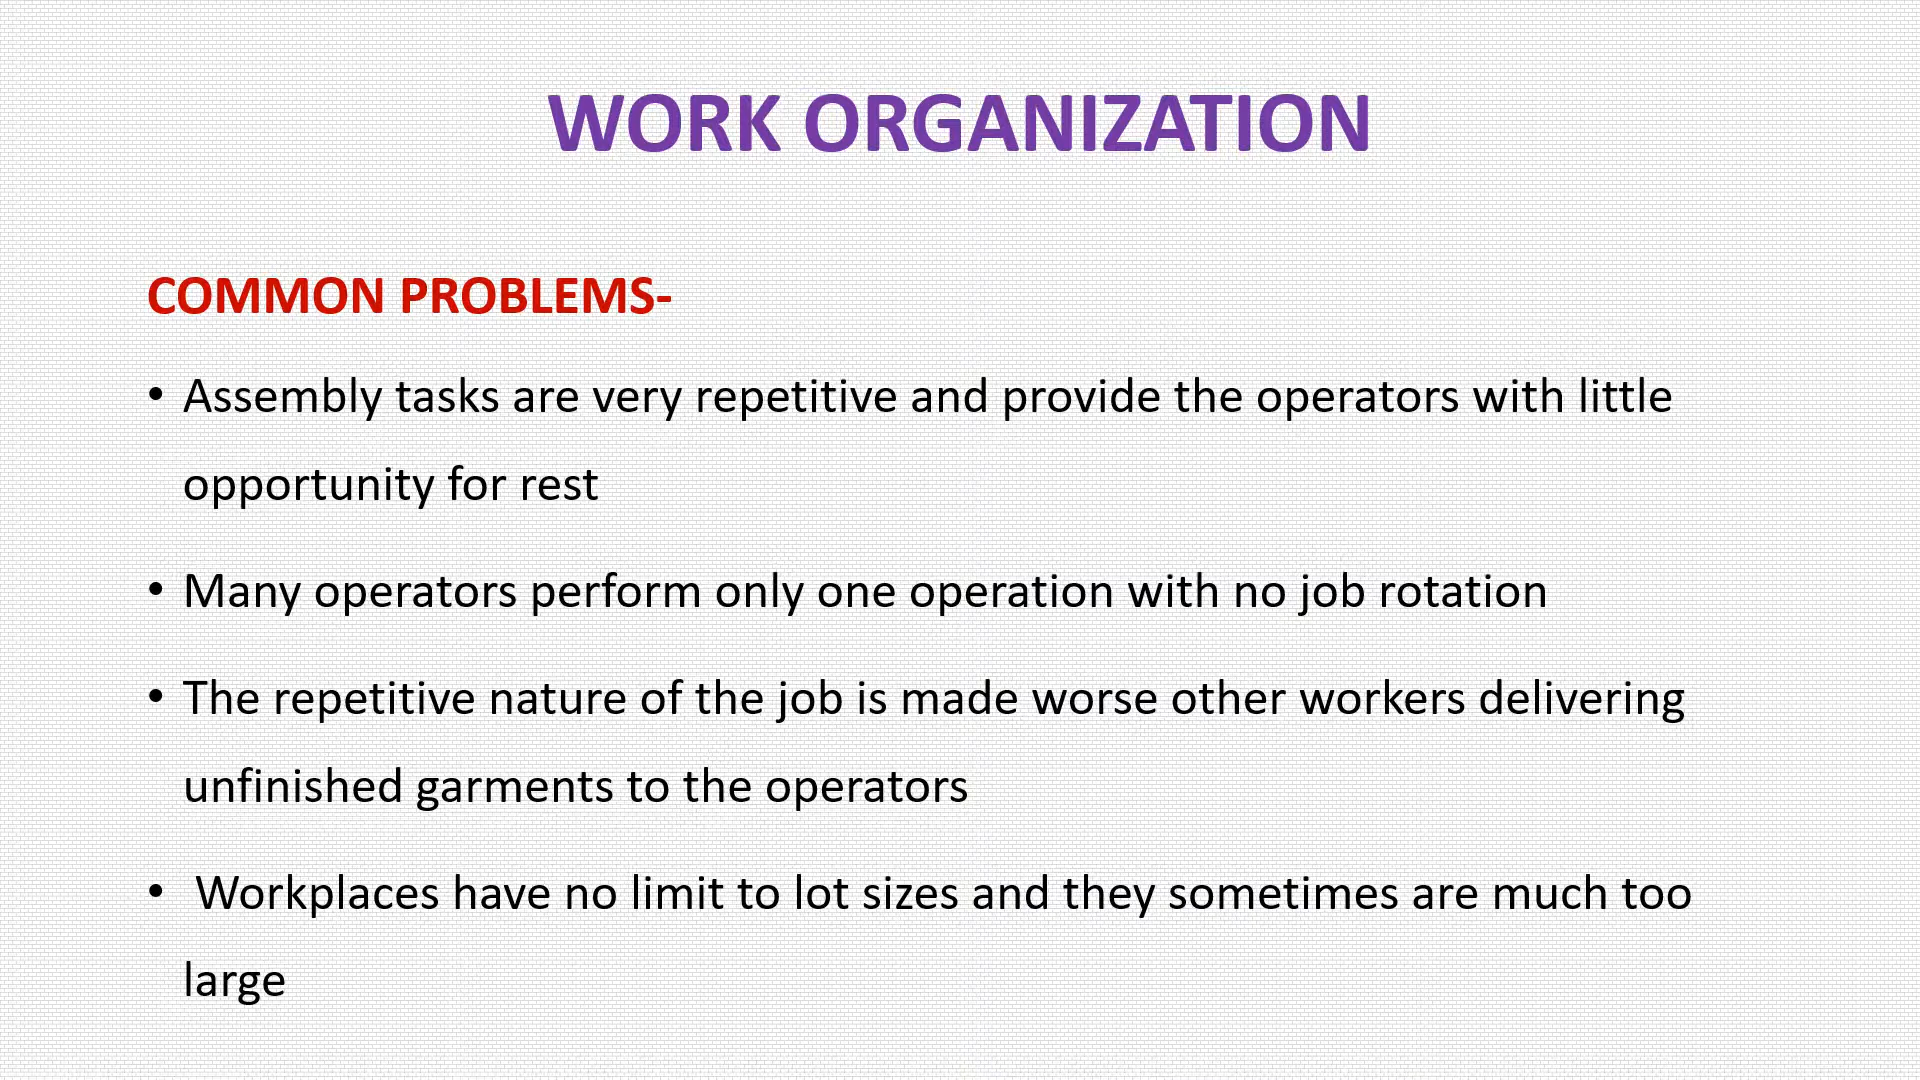 WORK ORGANIZATION
COMMON PROBLEMS-
• Assembly tasks are very repetitive and provide the operators with little
opportunity for rest
• Many operators perform only one operation with no job rotation
• The repetitive nature of the job is made worse other workers delivering
unfinished garments to the operators
• Workplaces have no limit to lot sizes and they sometimes are much too
large